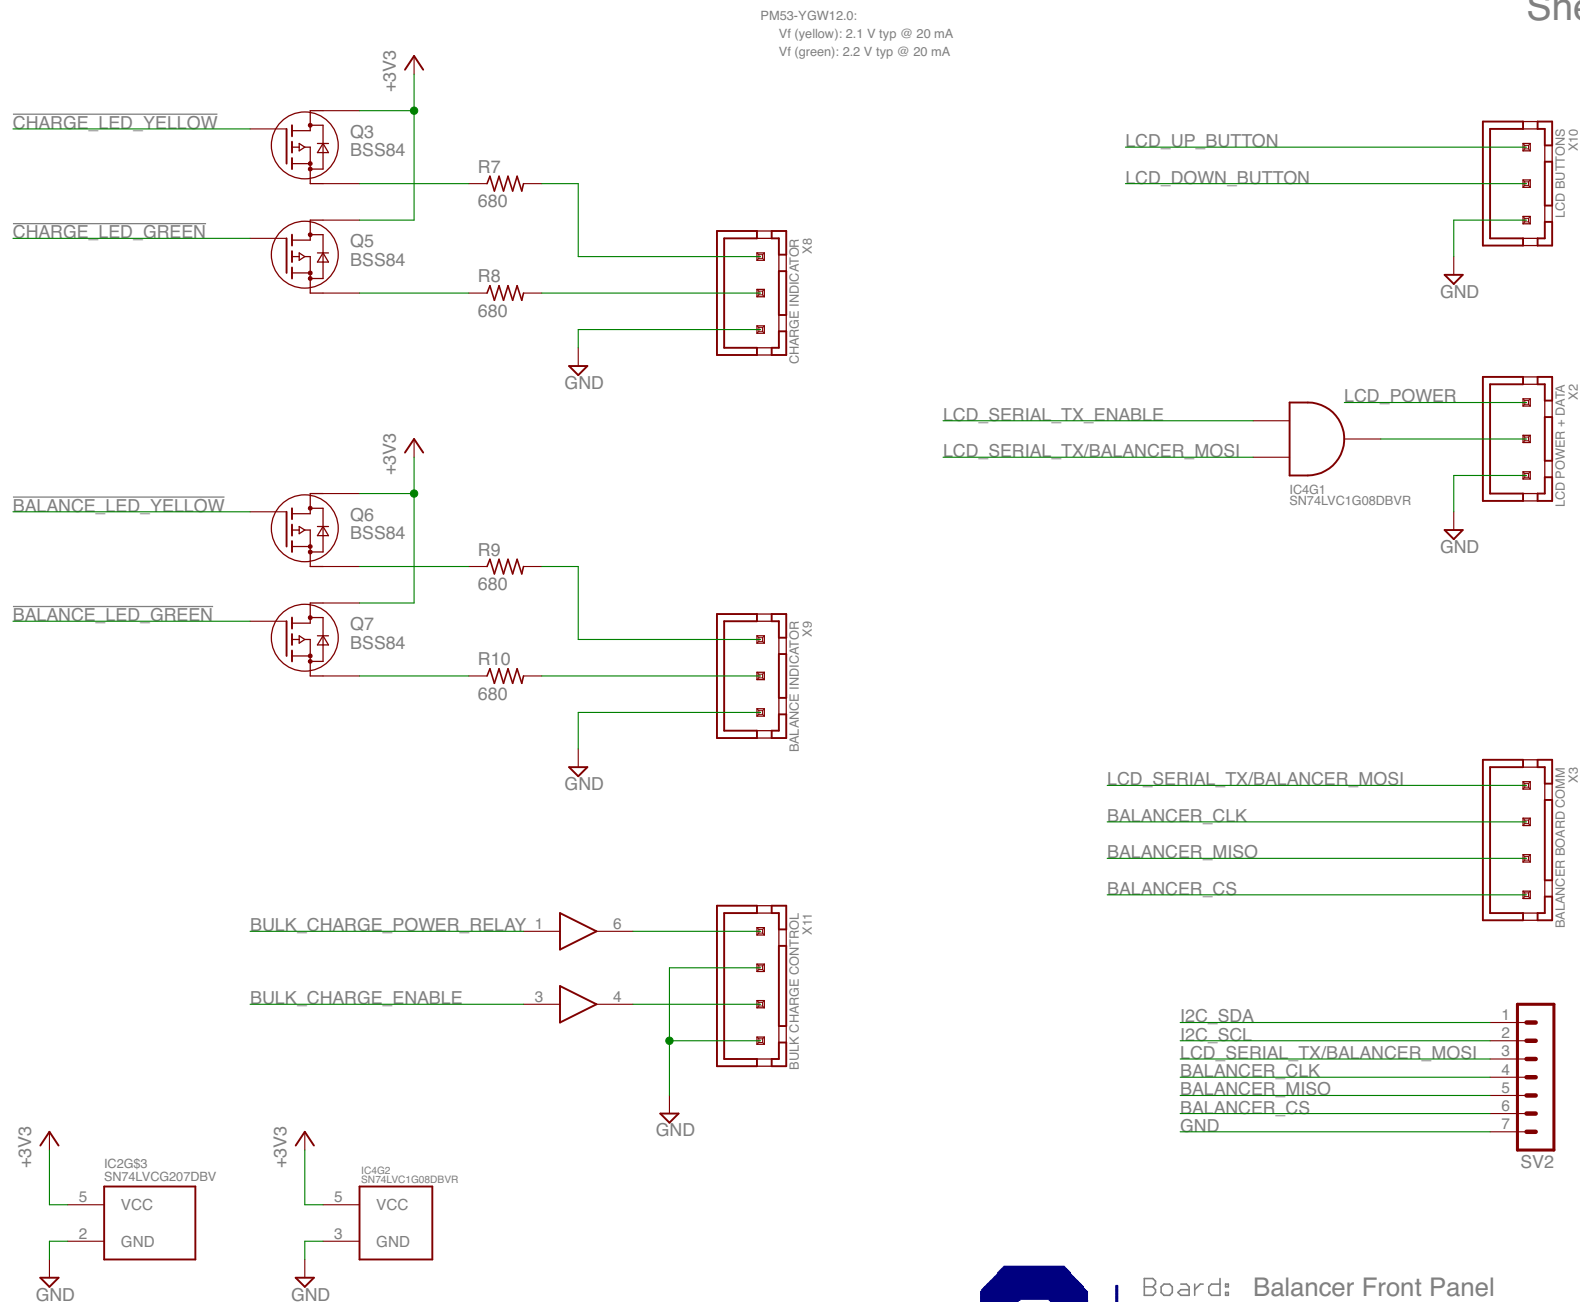 PM53-YGW12.0:
Vf (yellow): 2.1 V typ @ 20 mA
Vf (green): 2.2 V typ @ 20 mA
+3V3
CHARGE_LED_YELLOW
Q3
BSS84
R7
680
CHARGE_LED_GREEN
Q5
BSS84
R8
680
CHARGE INDICATOR
X8
GND
LCD_UP_BUTTON
LCD_DOWN_BUTTON
LCD BUTTONS
X10
GND
LCD_POWER
LCD_SERIAL_TX_ENABLE
LCD_SERIAL_TX/BALANCER_MOSI
IC4G1
SN74LVC1G08DBVR
LCD POWER + DATA
X2
GND
+3V3
BALANCE_LED_YELLOW
Q6
BSS84
R9
680
BALANCE_LED_GREEN
Q7
BSS84
R10
680
BALANCE INDICATOR
X9
GND
LCD_SERIAL_TX/BALANCER_MOSI
BALANCER_CLK
BALANCER_MISO
BALANCER_CS
BALANCER BOARD COMM
X3
BULK_CHARGE_POWER_RELAY 1 6
BULK_CHARGE_ENABLE 3 4
BULK CHARGE CONTROL
X11
GND
I2C_SDA 1
I2C_SCL 2
LCD_SERIAL_TX/BALANCER_MOSI 3
BALANCER_CLK 4
BALANCER_MISO 5
BALANCER_CS 6
GND 7
SV2
+3V3
IC2G$3
SN74LVCG207DBV
5 VCC
2 GND
GND
+3V3
IC4G2
SN74LVC1G08DBVR
5 VCC
3 GND
GND
Board: Balancer Front Panel